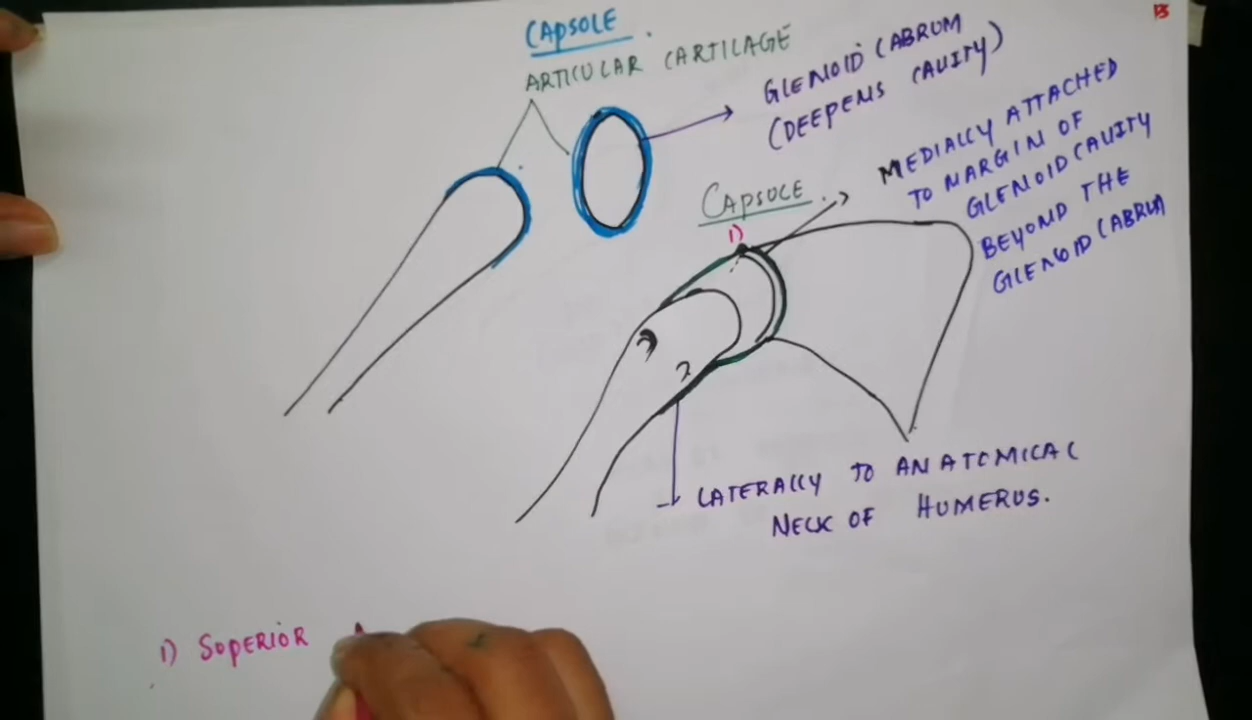 CAPSOLE.
ARTICULAR CARTILAGE
GLENOID LABRUM
(DEEPENS CAVITY)
MEDIALLY ATTACHED
TO MARGIN OF
GLENOID CAVITY
BEYOND THE
GLENOID LABRUM
CAPSULE.
1)
LATERALLY TO ANATOMICAL
NECK OF HUMERUS.
1) SUPERIOR